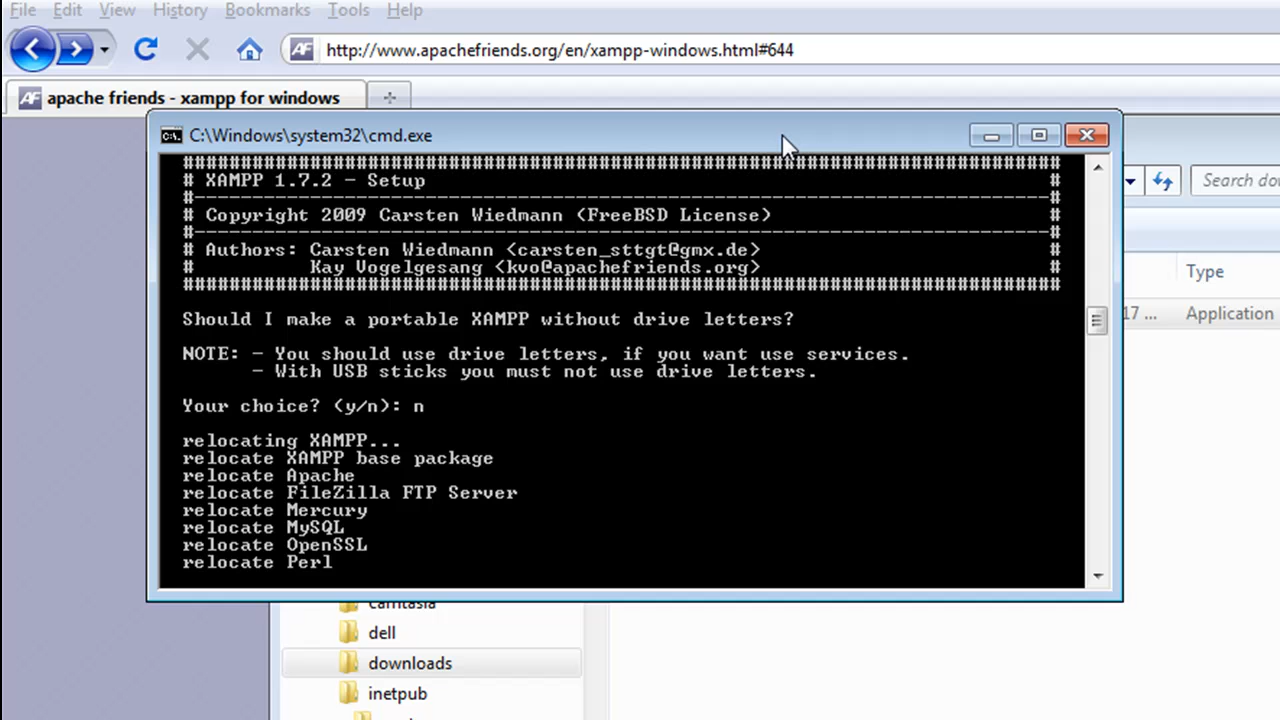 File Edit View History Bookmarks Tools Help
AF http://www.apachefriends.org/en/xampp-windows.html#644
AF apache friends - xampp for windows
C:\Windows\system32\cmd.exe
Search dow
############################################################################
# XAMPP 1.7.2 - Setup #
#--------------------------------------------------------------------------#
# Copyright 2009 Carsten Wiedmann (FreeBSD License) #
#--------------------------------------------------------------------------#
# Authors: Carsten Wiedmann <carsten_sttgt@gmx.de> #
# Kay Vogelgesang <kvo@apachefriends.org> #
############################################################################
Type
17 ... Application
Should I make a portable XAMPP without drive letters?
NOTE: - You should use drive letters, if you want use services.
- With USB sticks you must not use drive letters.
Your choice? (y/n): n
relocating XAMPP...
relocate XAMPP base package
relocate Apache
relocate FileZilla FTP Server
relocate Mercury
relocate MySQL
relocate OpenSSL
relocate Perl
camtasia
dell
downloads
inetpub